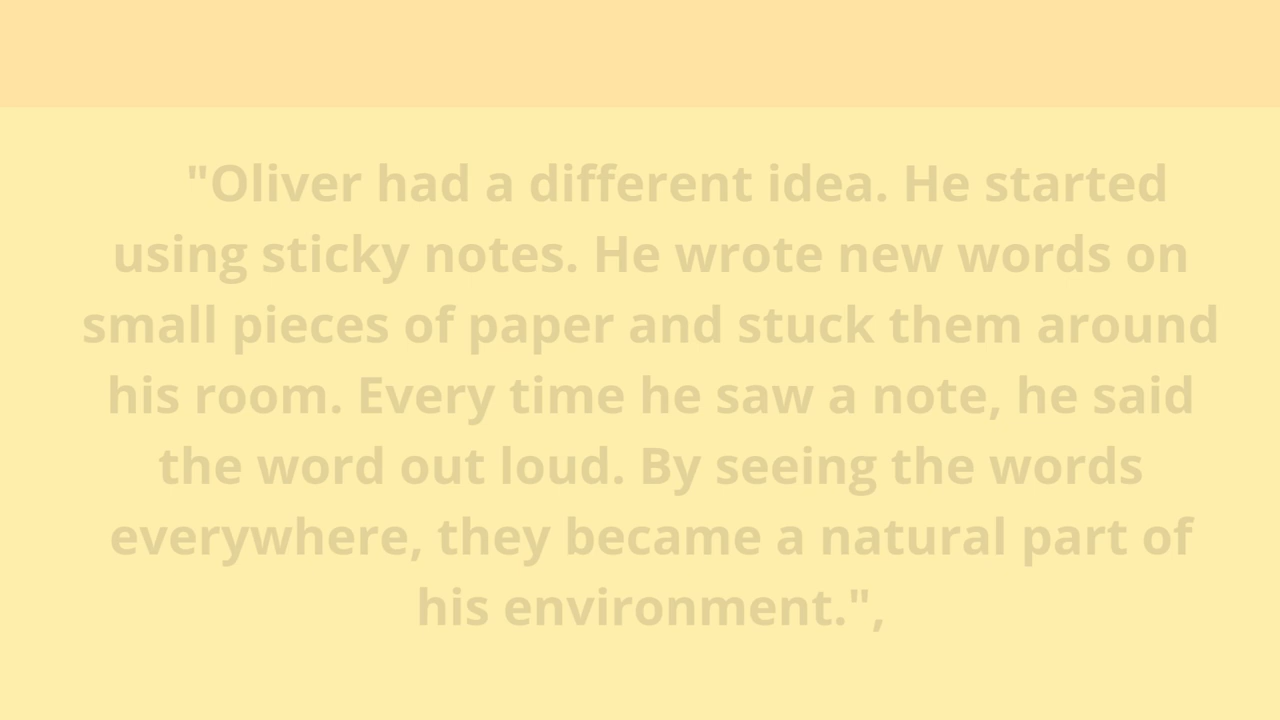 "Oliver had a different idea. He started
using sticky notes. He wrote new words on
small pieces of paper and stuck them around
his room. Every time he saw a note, he said
the word out loud. By seeing the words
everywhere, they became a natural part of
his environment.",